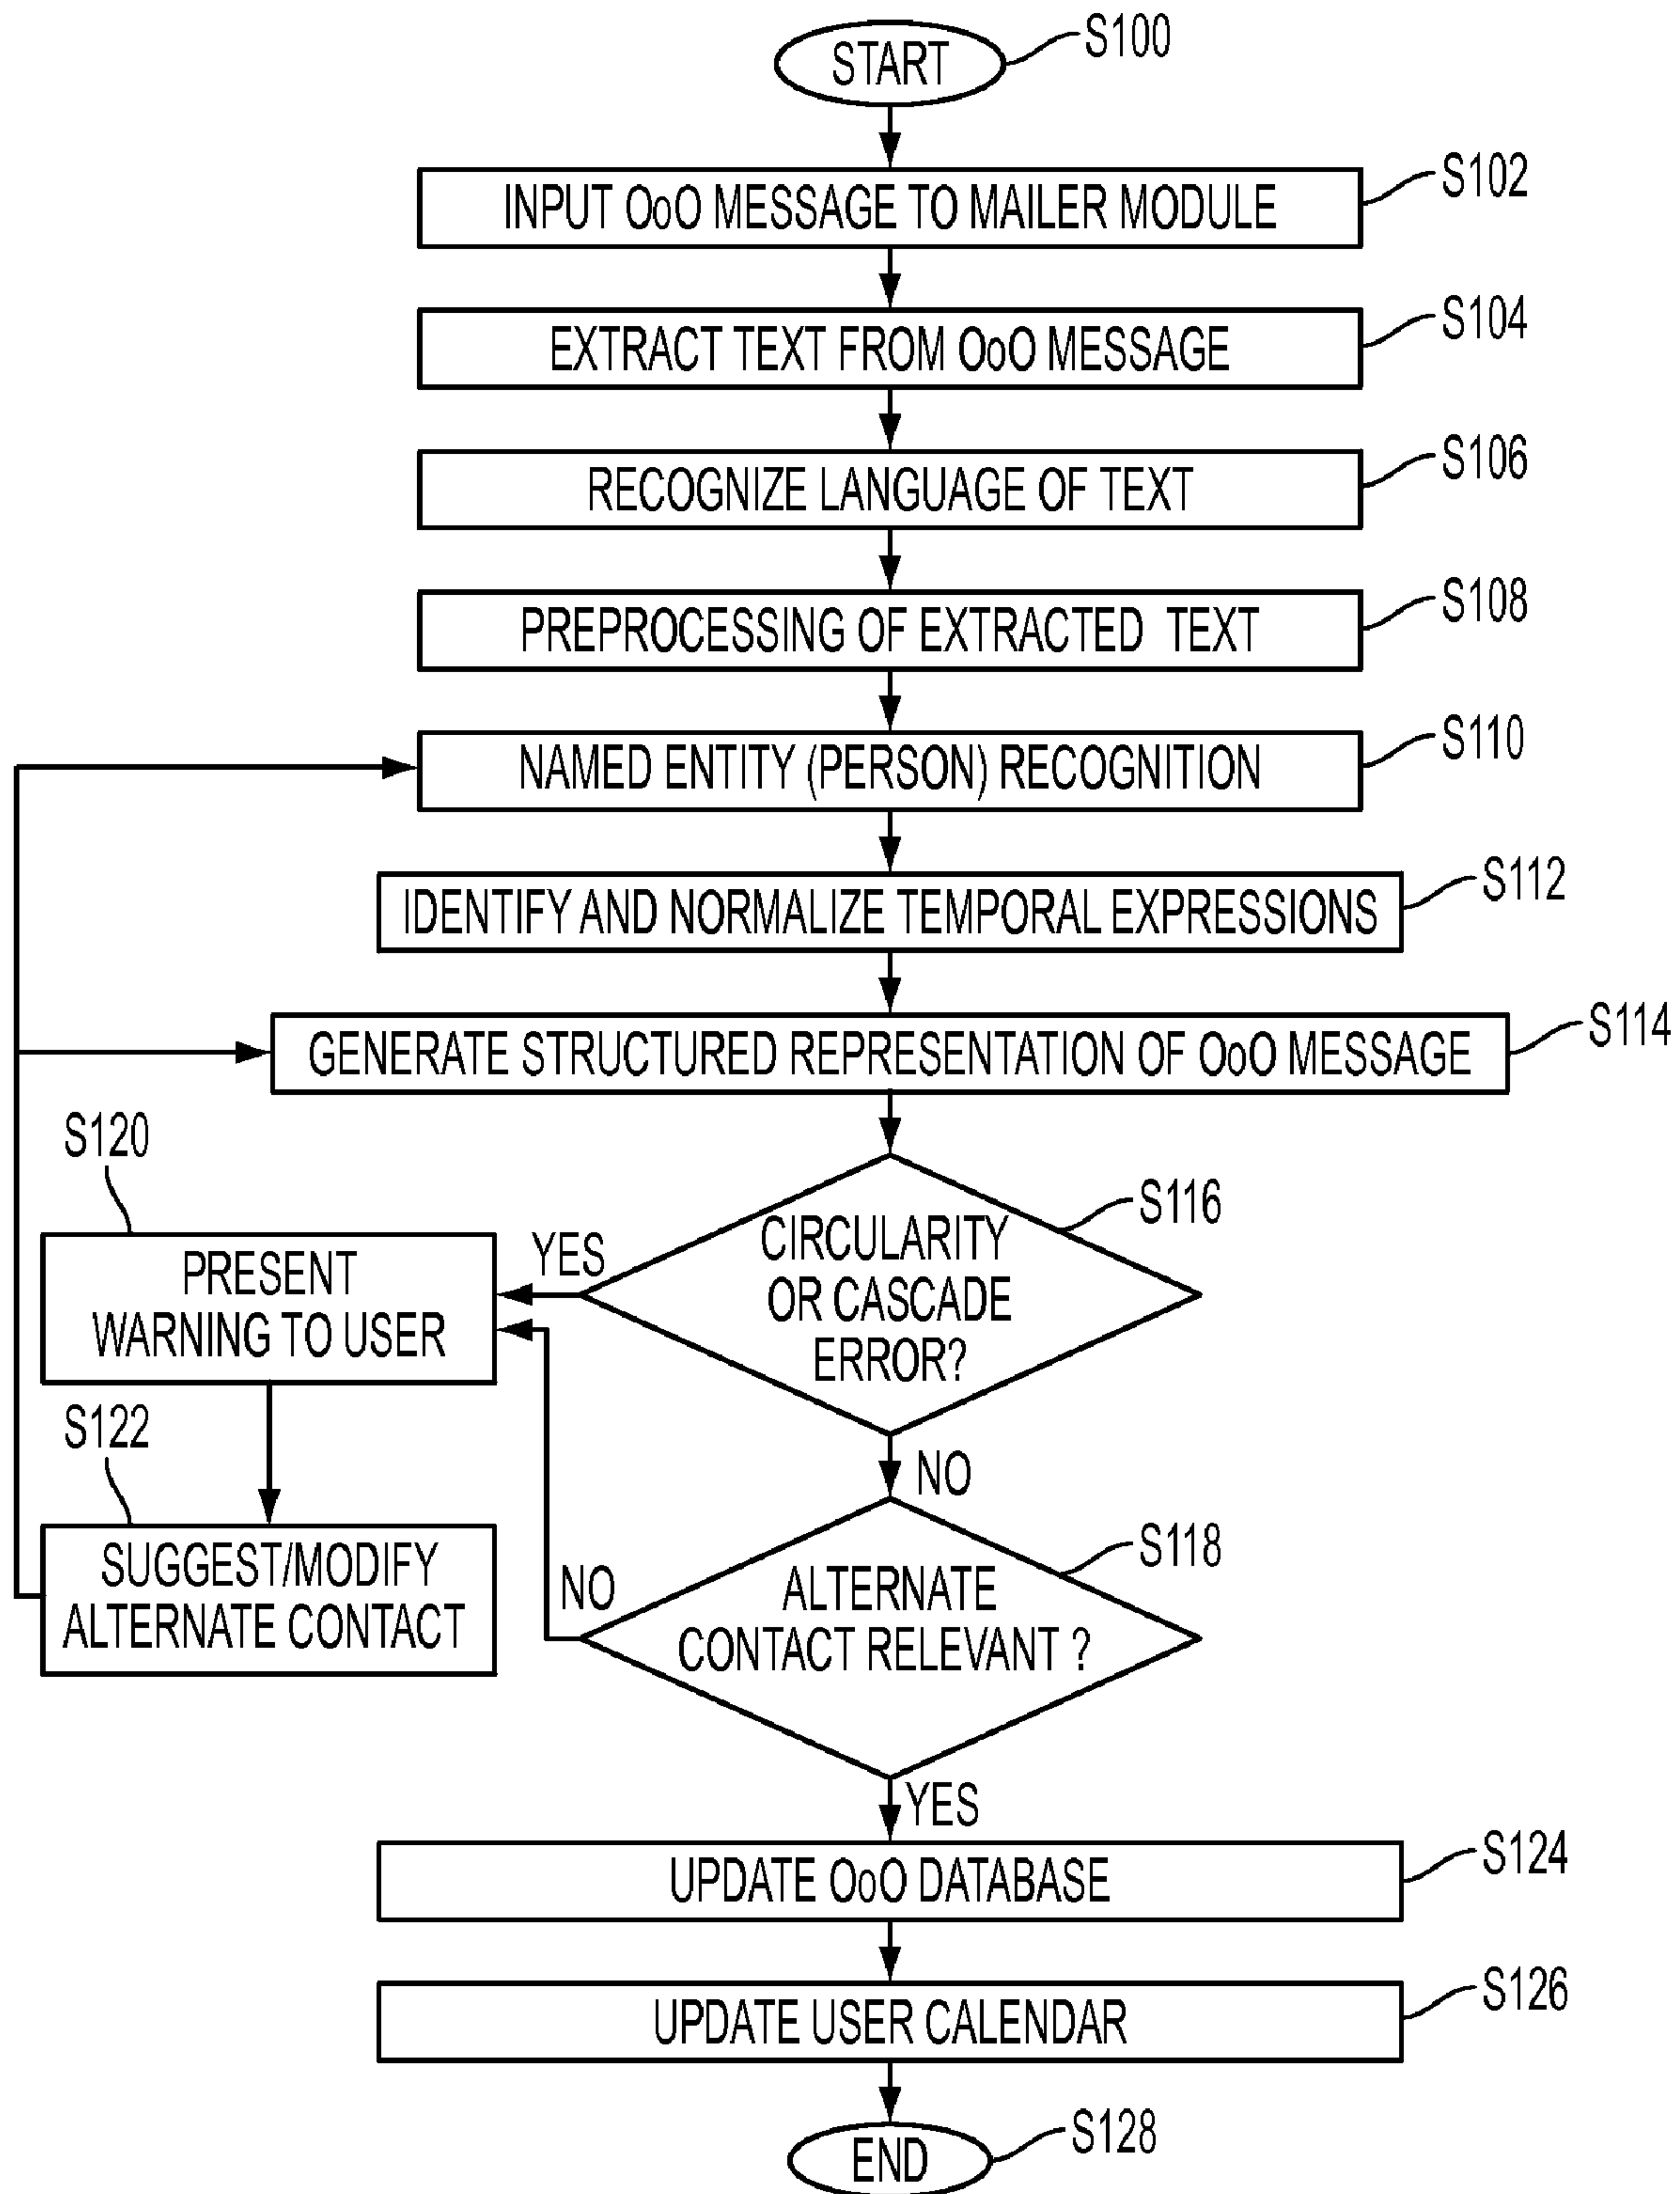 START
S100
INPUT OoO MESSAGE TO MAILER MODULE
S102
EXTRACT TEXT FROM OoO MESSAGE
S104
RECOGNIZE LANGUAGE OF TEXT
S106
PREPROCESSING OF EXTRACTED TEXT
S108
NAMED ENTITY (PERSON) RECOGNITION
S110
IDENTIFY AND NORMALIZE TEMPORAL EXPRESSIONS
S112
GENERATE STRUCTURED REPRESENTATION OF OoO MESSAGE
S114
CIRCULARITY
OR CASCADE
ERROR?
S116
YES
NO
S120
PRESENT
WARNING TO USER
S122
SUGGEST/MODIFY
ALTERNATE CONTACT
ALTERNATE
CONTACT RELEVANT ?
S118
NO
YES
UPDATE OoO DATABASE
S124
UPDATE USER CALENDAR
S126
END
S128